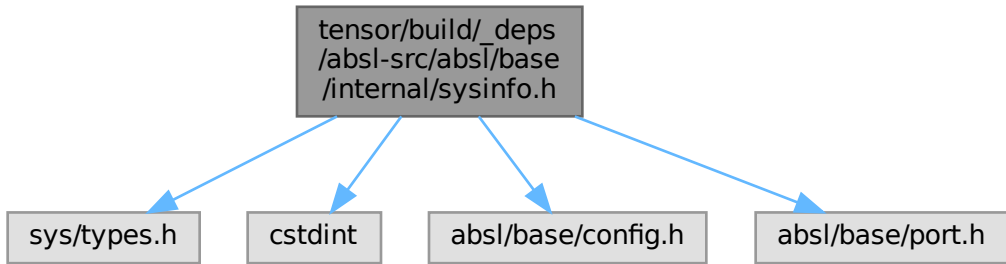 tensor/build/_deps
/absl-src/absl/base
/internal/sysinfo.h
sys/types.h
cstdint
absl/base/config.h
absl/base/port.h